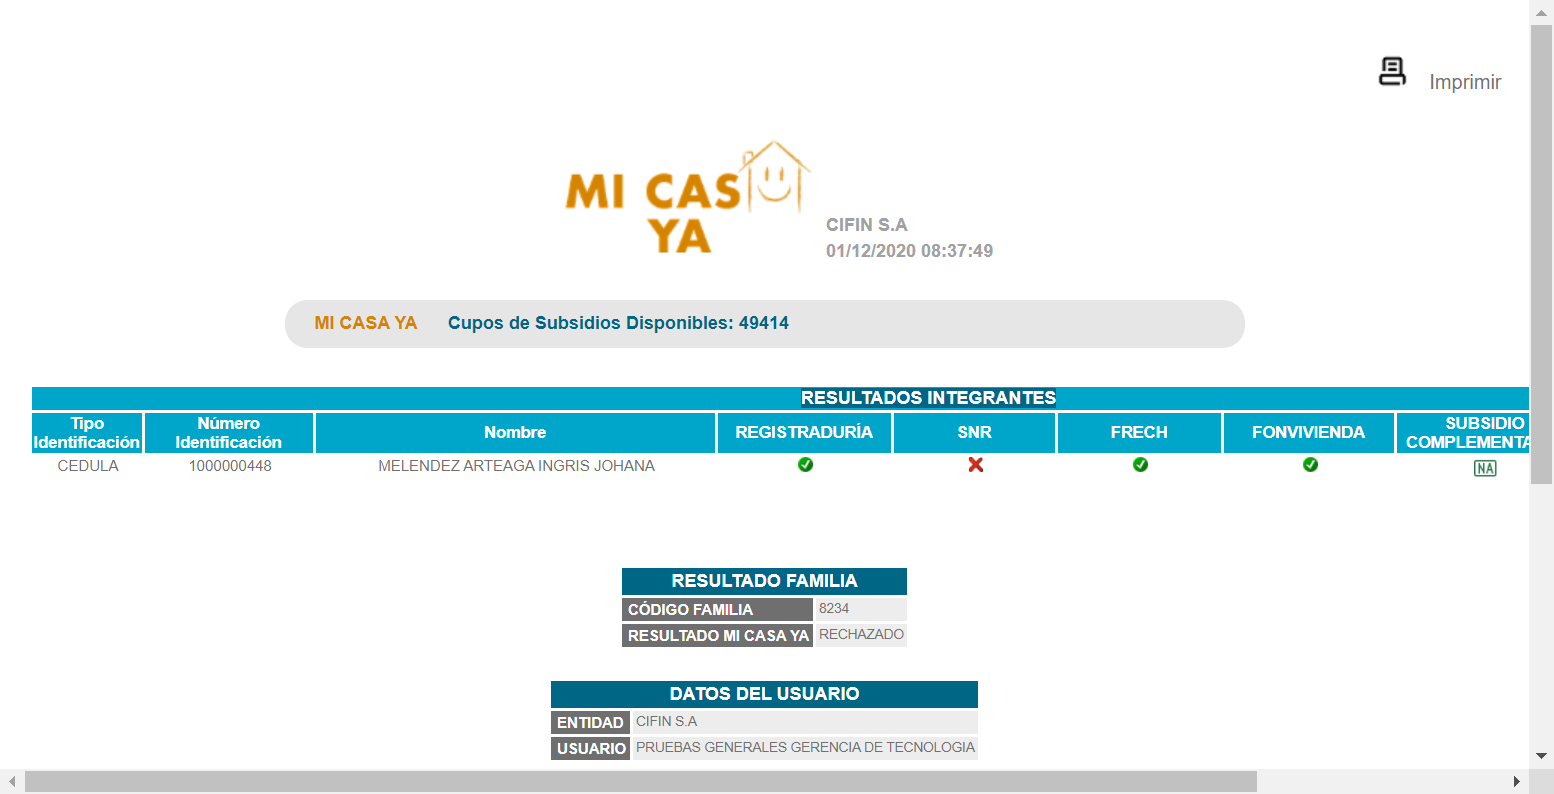 Imprimir
MI CAS
YA
CIFIN S.A
01/12/2020 08:37:49
MI CASA YA Cupos de Subsidios Disponibles: 49414
RESULTADOS INTEGRANTES
Tipo Identificación Número Identificación Nombre REGISTRADURÍA SNR FRECH FONVIVIENDA SUBSIDIO COMPLEMENTA
CEDULA 1000000448 MELENDEZ ARTEAGA INGRIS JOHANA NA
RESULTADO FAMILIA
CÓDIGO FAMILIA 8234
RESULTADO MI CASA YA RECHAZADO
DATOS DEL USUARIO
ENTIDAD CIFIN S.A
USUARIO PRUEBAS GENERALES GERENCIA DE TECNOLOGIA